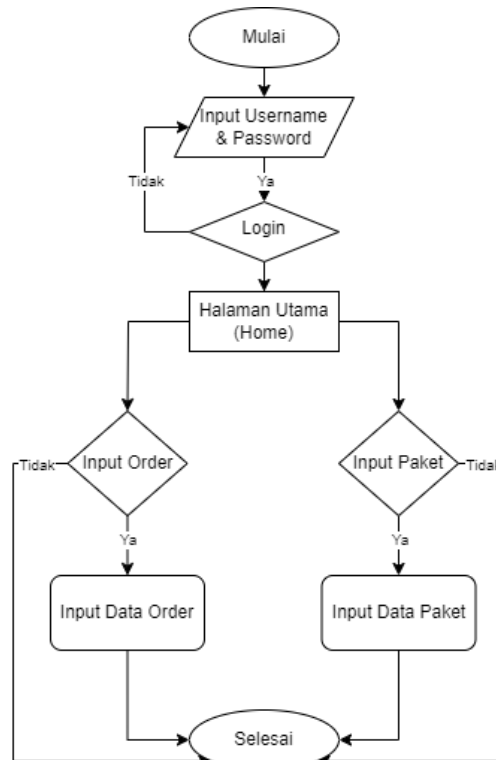 Mulai
Input Username
& Password
Tidak
Ya
Login
Halaman Utama
(Home)
Tidak
Input Order
Input Paket
Tidak
Ya
Ya
Input Data Order
Input Data Paket
Selesai